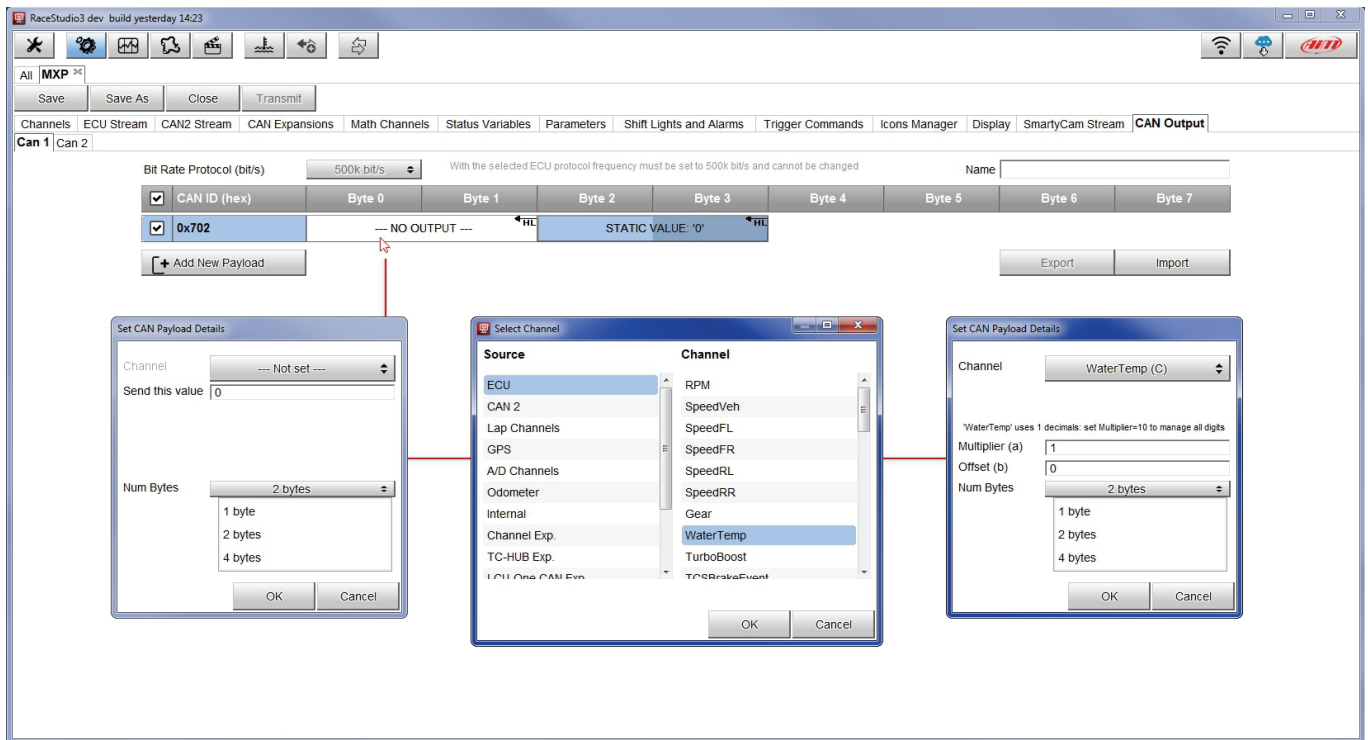 RaceStudio3 dev build yesterday 14:23
AiM
All MXP
Save Save As Close Transmit
Channels ECU Stream CAN2 Stream CAN Expansions Math Channels Status Variables Parameters Shift Lights and Alarms Trigger Commands Icons Manager Display SmartyCam Stream CAN Output
Can 1 Can 2
Bit Rate Protocol (bit/s) 500k bit/s With the selected ECU protocol frequency must be set to 500k bit/s and cannot be changed Name
CAN ID (hex) Byte 0 Byte 1 Byte 2 Byte 3 Byte 4 Byte 5 Byte 6 Byte 7
0x702 --- NO OUTPUT --- HL STATIC VALUE: '0' HL
Add New Payload Export Import
Set CAN Payload Details
Channel --- Not set ---
Send this value 0
Num Bytes 2 bytes
1 byte
2 bytes
4 bytes
OK Cancel
Select Channel
Source Channel
ECU RPM
CAN 2 SpeedVeh
Lap Channels SpeedFL
GPS SpeedFR
A/D Channels SpeedRL
Odometer SpeedRR
Internal Gear
Channel Exp. WaterTemp
TC-HUB Exp. TurboBoost
LCU One CAN Exp TCSBrakeEvent
OK Cancel
Set CAN Payload Details
Channel WaterTemp (C)
'WaterTemp' uses 1 decimals: set Multiplier=10 to manage all digits
Multiplier (a) 1
Offset (b) 0
Num Bytes 2 bytes
1 byte
2 bytes
4 bytes
OK Cancel